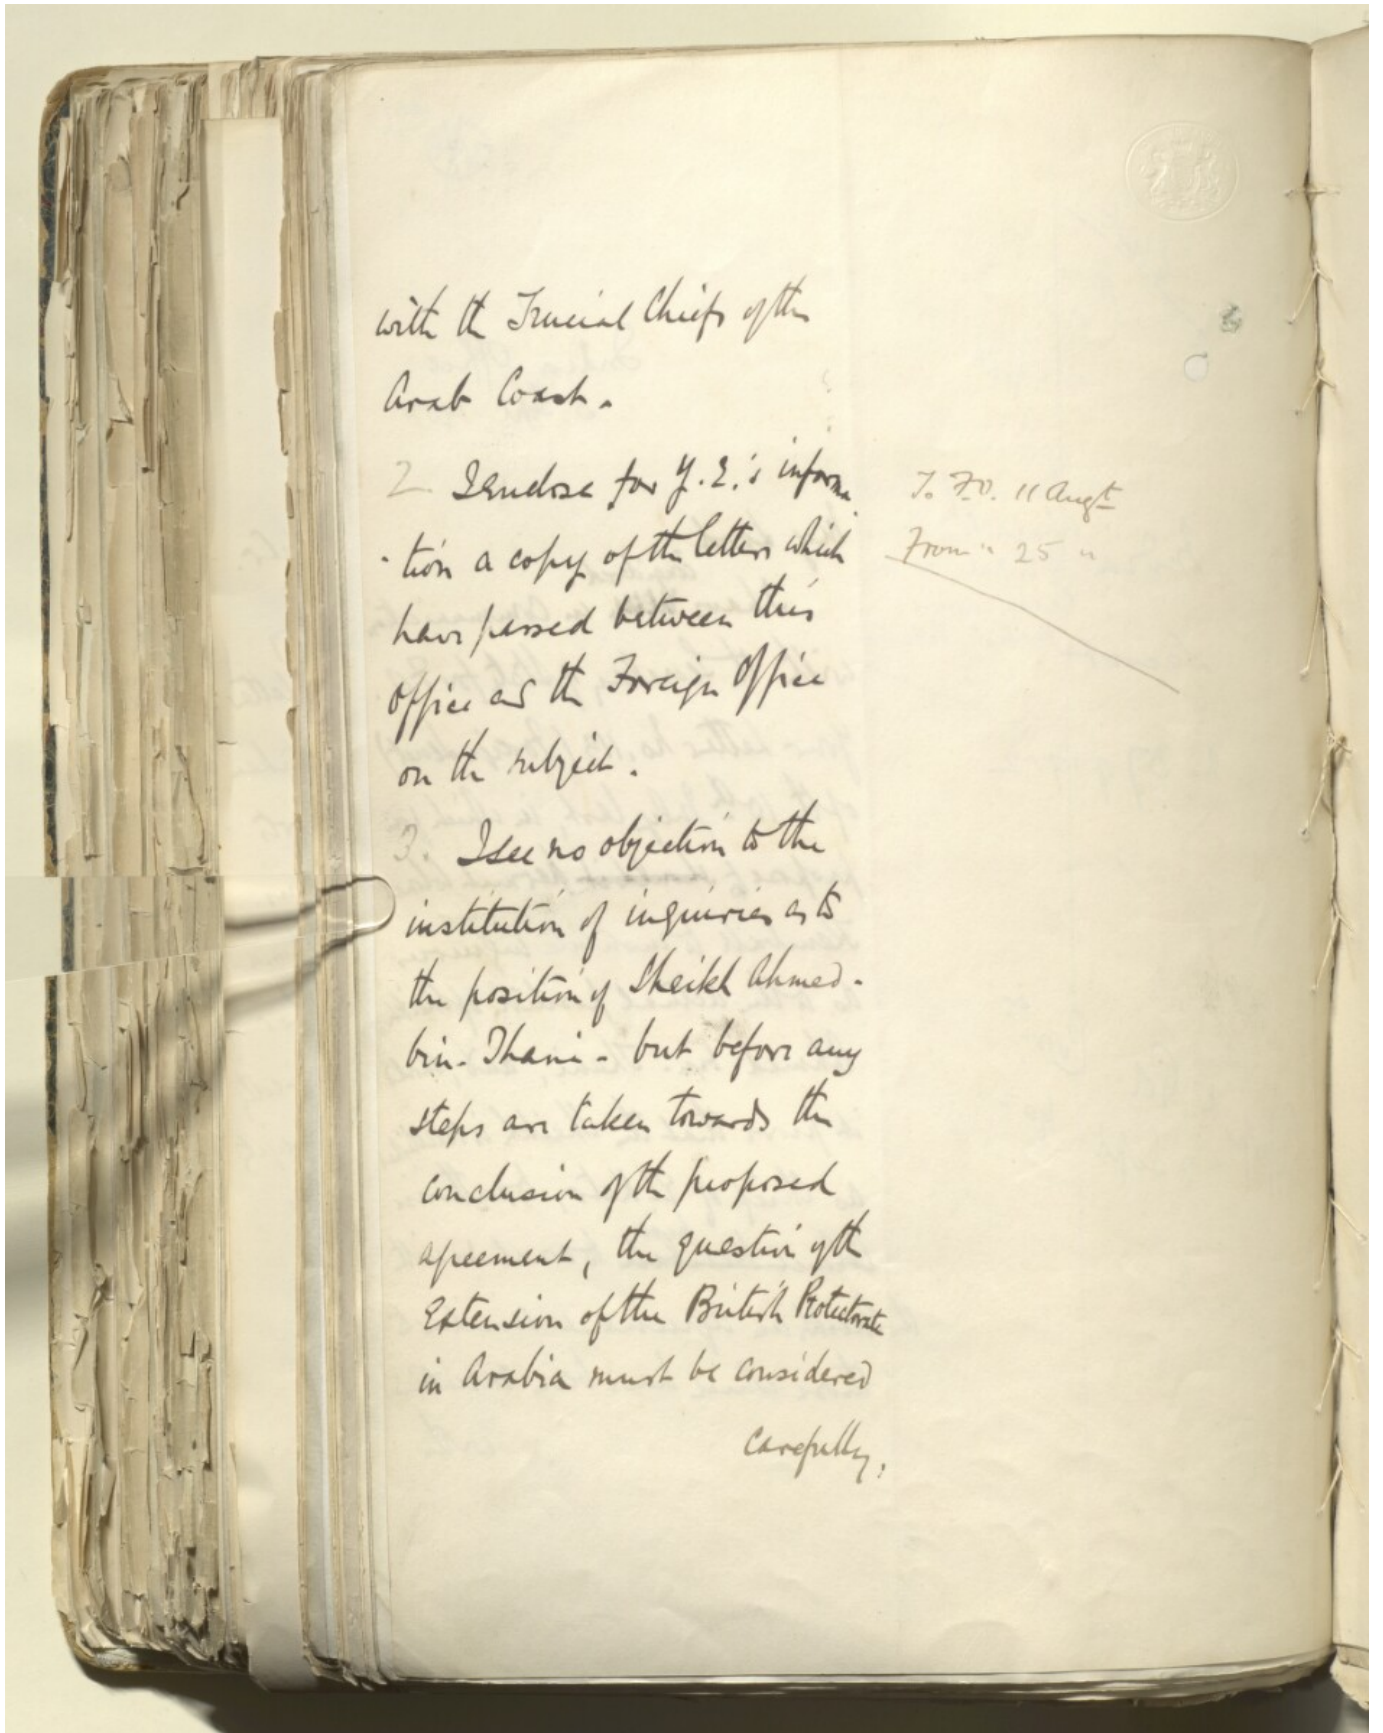 with the Trucial Chiefs of the
Arab Coast.
2. I enclose for Y.E.'s informa
-tion a copy of the letters which
have passed between this
Office and the Foreign Office
on the subject.
To F.O. 11 Augt
From " 25 "
3. I see no objection to the
institution of inquiries as to
the position of Sheikh Ahmed-
bin-Thani - but before any
steps are taken towards the
conclusion of the proposed
agreement, the question of the
Extension of the British Protectorate
in Arabia must be considered
carefully,